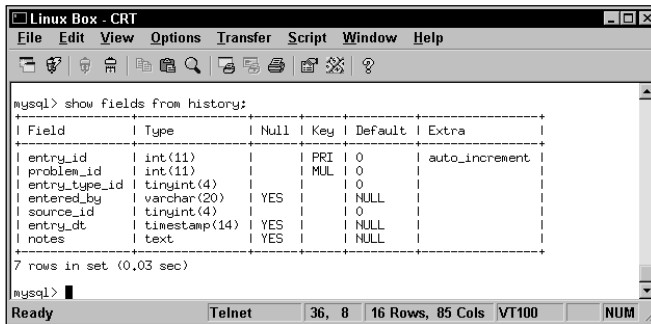 Linux Box - CRT
File Edit View Options Transfer Script Window Help
mysql> show fields from history;
+---------------+---------------+------+-----+---------+----------------+
| Field | Type | Null | Key | Default | Extra |
+---------------+---------------+------+-----+---------+----------------+
| entry_id | int(11) | | PRI | 0 | auto_increment |
| problem_id | int(11) | | MUL | 0 | |
| entry_type_id | tinyint(4) | | | 0 | |
| entered_by | varchar(20) | YES | | NULL | |
| source_id | tinyint(4) | | | 0 | |
| entry_dt | timestamp(14) | YES | | NULL | |
| notes | text | YES | | NULL | |
+---------------+---------------+------+-----+---------+----------------+
7 rows in set (0.03 sec)
mysql>
Ready Telnet 36, 8 16 Rows, 85 Cols VT100 NUM